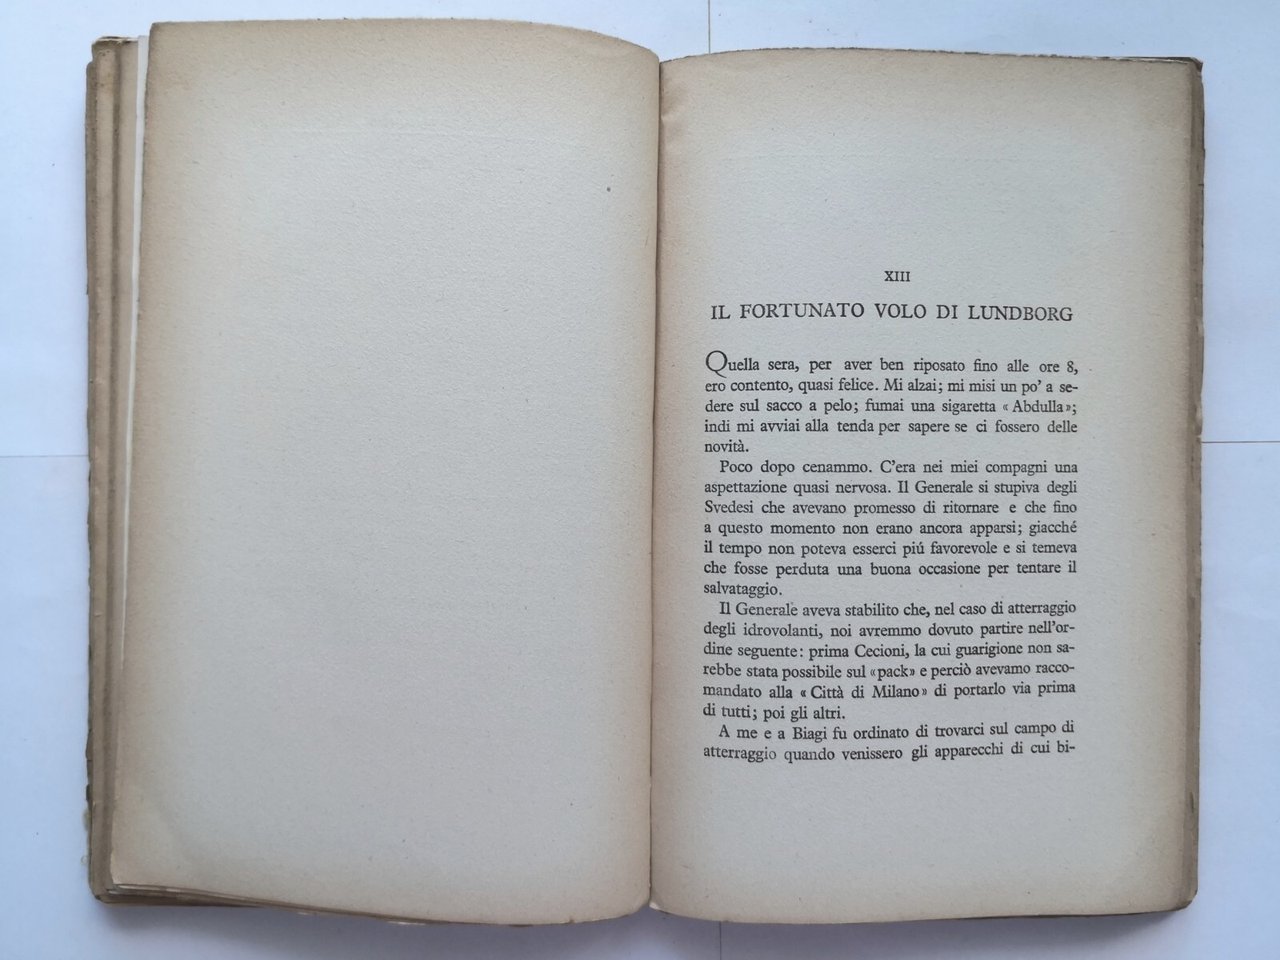 XIII
IL FORTUNATO VOLO DI LUNDBORG
Quella sera, per aver ben riposato fino alle ore 8,
ero contento, quasi felice. Mi alzai; mi misi un po' a se-
dere sul sacco a pelo; fumai una sigaretta « Abdulla»;
indi mi avviai alla tenda per sapere se ci fossero delle
novità.
Poco dopo cenammo. C'era nei miei compagni una
aspettazione quasi nervosa. Il Generale si stupiva degli
Svedesi che avevano promesso di ritornare e che fino
a questo momento non erano ancora apparsi; giacché
il tempo non poteva esserci piú favorevole e si temeva
che fosse perduta una buona occasione per tentare il
salvataggio.
Il Generale aveva stabilito che, nel caso di atterraggio
degli idrovolanti, noi avremmo dovuto partire nell'or-
dine seguente: prima Cecioni, la cui guarigione non sa-
rebbe stata possibile sul «pack» e perciò avevamo racco-
mandato alla « Città di Milano» di portarlo via prima
di tutti; poi gli altri.
A me e a Biagi fu ordinato di trovarci sul campo di
atterraggio quando venissero gli apparecchi di cui bi-